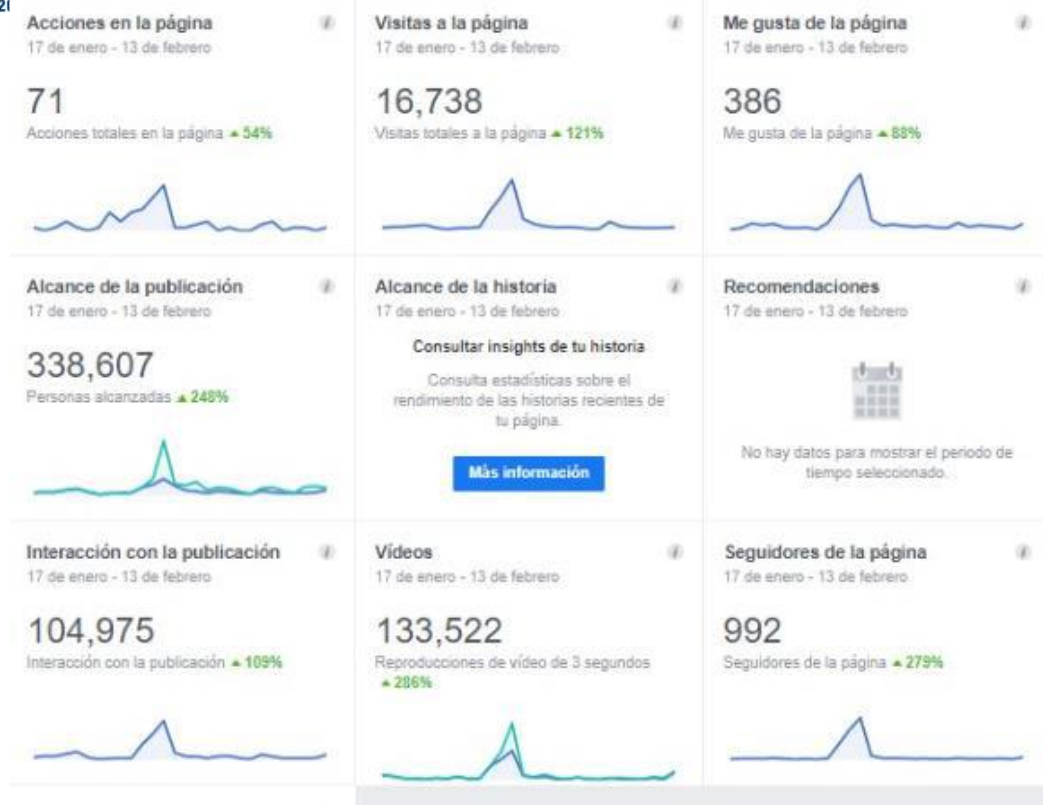 Acciones en la página
17 de enero - 13 de febrero
71
Acciones totales en la página ▲ 54%
Visitas a la página
17 de enero - 13 de febrero
16,738
Visitas totales a la página ▲ 121%
Me gusta de la página
17 de enero - 13 de febrero
386
Me gusta de la página ▲ 88%
Alcance de la publicación
17 de enero - 13 de febrero
338,607
Personas alcanzadas ▲ 248%
Alcance de la historia
17 de enero - 13 de febrero
Consultar insights de tu historia
Consulta estadísticas sobre el
rendimiento de las historias recientes de
tu página.
Más información
Recomendaciones
17 de enero - 13 de febrero
No hay datos para mostrar el periodo de
tiempo seleccionado.
Interacción con la publicación
17 de enero - 13 de febrero
104,975
Interacción con la publicación ▲ 109%
Vídeos
17 de enero - 13 de febrero
133,522
Reproducciones de vídeo de 3 segundos
▲ 286%
Seguidores de la página
17 de enero - 13 de febrero
992
Seguidores de la página ▲ 279%